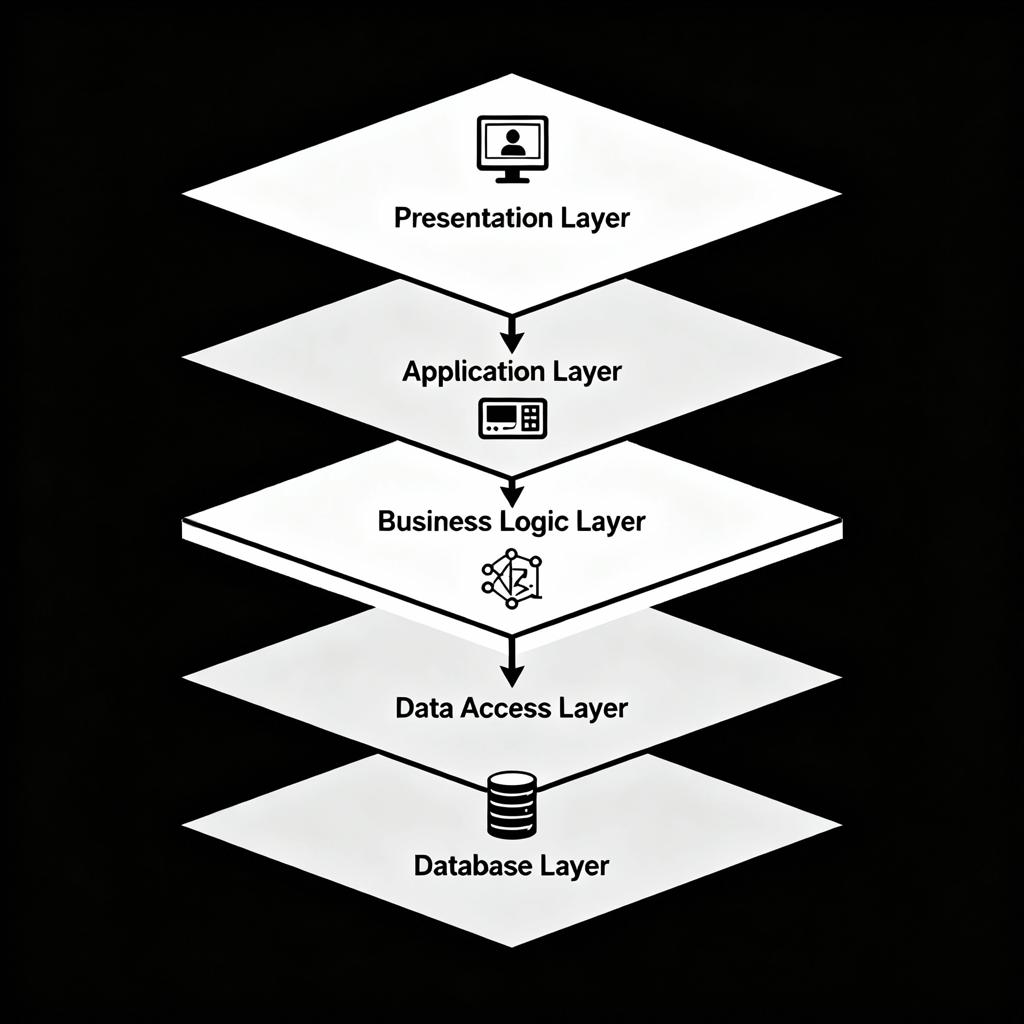 Presentation Layer
Application Layer
Business Logic Layer
Data Access Layer
Database Layer